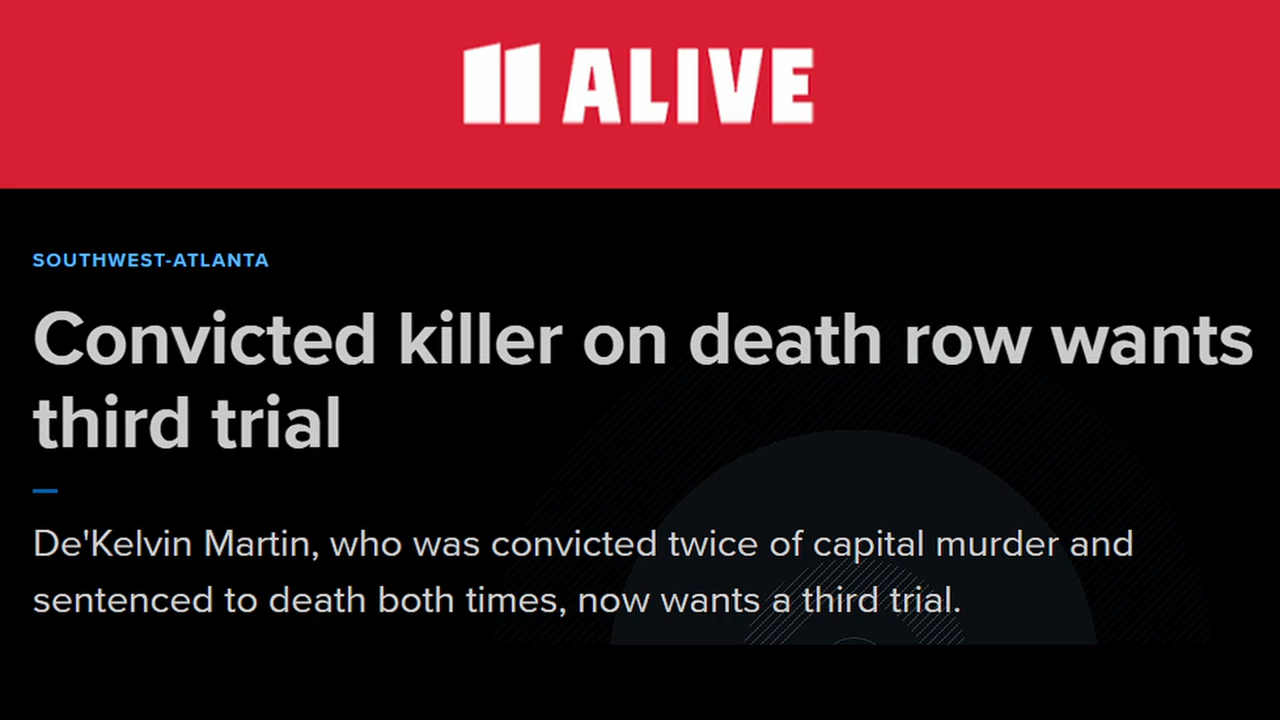 11 ALIVE
SOUTHWEST-ATLANTA
Convicted killer on death row wants
third trial
De'Kelvin Martin, who was convicted twice of capital murder and
sentenced to death both times, now wants a third trial.